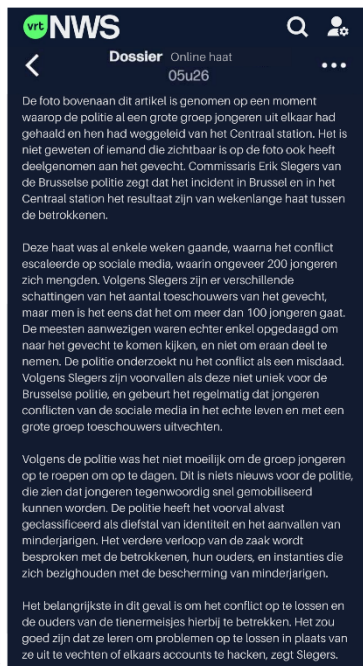 vrt NWS
Dossier Online haat
05u26
De foto bovenaan dit artikel is genomen op een moment
waarop de politie al een grote groep jongeren uit elkaar had
gehaald en hen had weggeleid van het Centraal station. Het is
niet geweten of iemand die zichtbaar is op de foto ook heeft
deelgenomen aan het gevecht. Commissaris Erik Slegers van
de Brusselse politie zegt dat het incident in Brussel en in het
Centraal station het resultaat zijn van wekenlange haat tussen
de betrokkenen.
Deze haat was al enkele weken gaande, waarna het conflict
escaleerde op sociale media, waarin ongeveer 200 jongeren
zich mengden. Volgens Slegers zijn er verschillende
schattingen van het aantal toeschouwers van het gevecht,
maar men is het eens dat het om meer dan 100 jongeren gaat.
De meesten aanwezigen waren echter enkel opgedaagd om
naar het gevecht te komen kijken, en niet om eraan deel te
nemen. De politie onderzoekt nu het conflict als een misdaad.
Volgens Slegers zijn voorvallen als deze niet uniek voor de
Brusselse politie, en gebeurt het regelmatig dat jongeren
conflicten van de sociale media in het echte leven en met een
grote groep toeschouwers uitvechten.
Volgens de politie was het niet moeilijk om de groep jongeren
op te roepen om op te dagen. Dit is niets nieuws voor de politie,
die zien dat jongeren tegenwoordig snel gemobiliseerd
kunnen worden. De politie heeft het voorval alvast
geclassificeerd als diefstal van identiteit en het aanvallen van
minderjarigen. Het verdere verloop van de zaak wordt
besproken met de betrokkenen, hun ouders, en instanties die
zich bezighouden met de bescherming van minderjarigen.
Het belangrijkste in dit geval is om het conflict op te lossen en
de ouders van de tienermeisjes hierbij te betrekken. Het zou
goed zijn dat ze leren om problemen op te lossen in plaats van
ze uit te vechten of elkaars accounts te hacken, zegt Slegers.